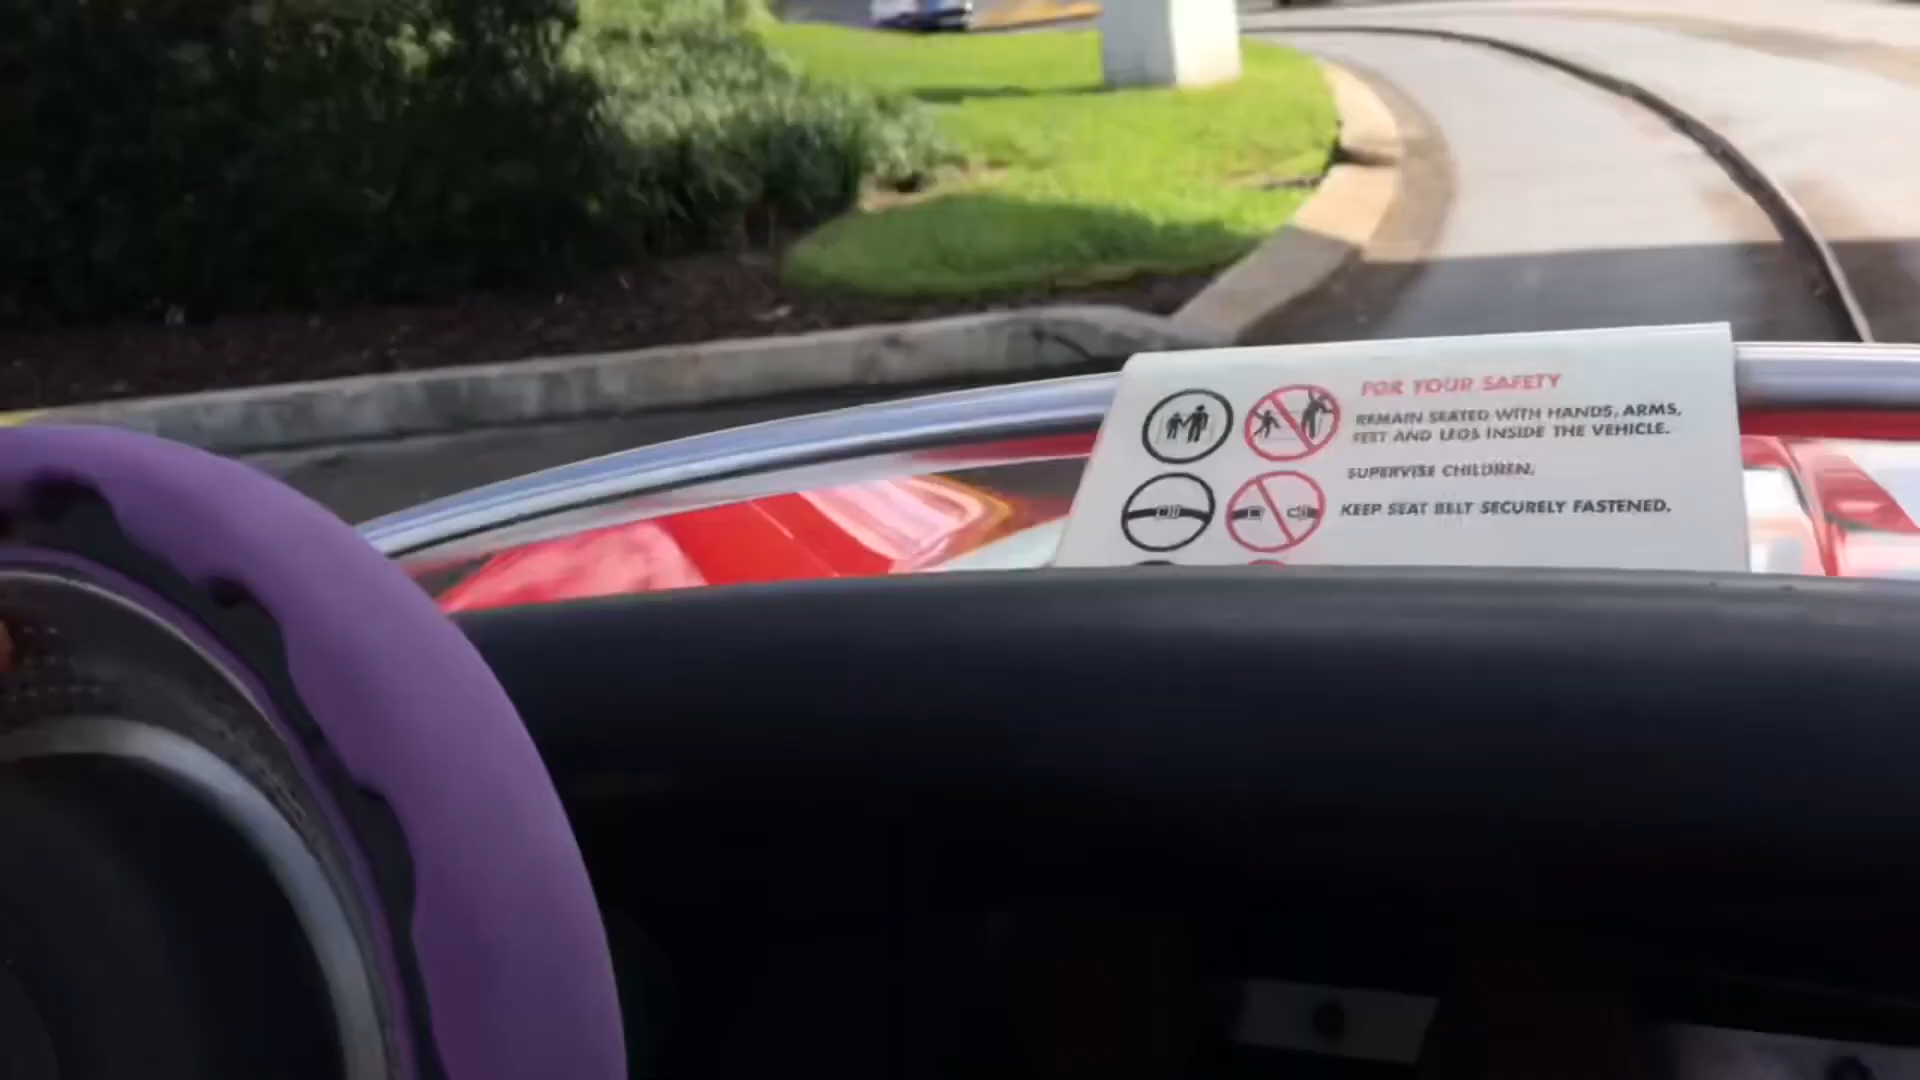 FOR YOUR SAFETY
REMAIN SEATED WITH HANDS, ARMS,
FEET AND LEGS INSIDE THE VEHICLE.
SUPERVISE CHILDREN.
KEEP SEAT BELT SECURELY FASTENED.